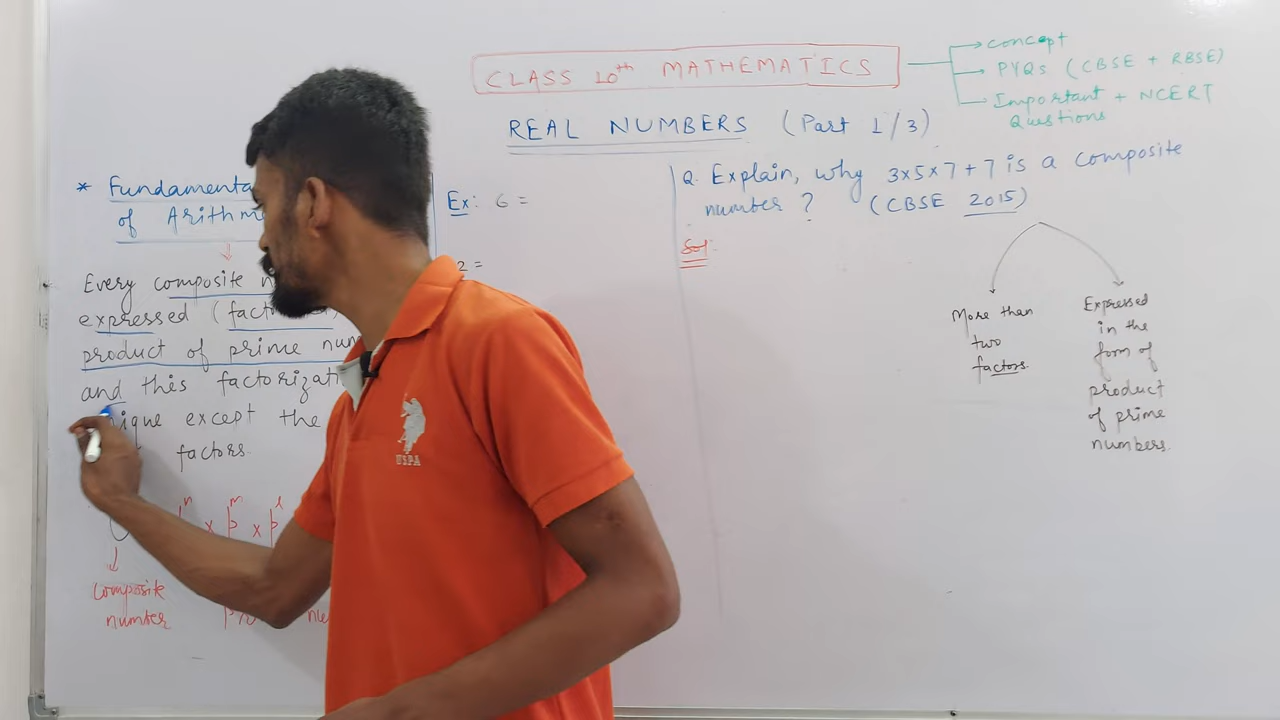 CLASS 10th MATHEMATICS
concept
PYQs (CBSE + RBSE)
Important + NCERT
Questions
REAL NUMBERS (Part 1/3)
* Fundamenta
of Arithm
Every composite n
expressed (fact
product of prime num
and this factorizati
ique except the
factors.
n × p m × p l
composite
number
Ex: 6 =
2 =
Q. Explain, why 3×5×7+7 is a composite
number ? (CBSE 2015)
Sol:
More than
two
factors.
Expressed
in the
form of
product
of prime
numbers.
USPA